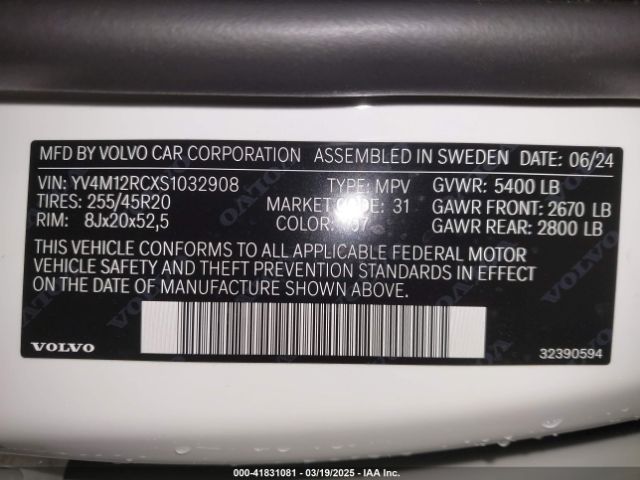 MFD BY VOLVO CAR CORPORATION ASSEMBLED IN SWEDEN DATE: 06/24
VIN: YV4M12RCXS1032908 TYPE: MPV GVWR: 5400 LB
TIRES: 255/45R20 MARKET CODE: 31 GAWR FRONT: 2670 LB
RIM: 8Jx20x52,5 COLOR: GAWR REAR: 2800 LB
THIS VEHICLE CONFORMS TO ALL APPLICABLE FEDERAL MOTOR
VEHICLE SAFETY AND THEFT PREVENTION STANDARDS IN EFFECT
ON THE DATE OF MANUFACTURE SHOWN ABOVE.
VOLVO
32390594
000-41831081 - 03/19/2025 - IAA Inc.